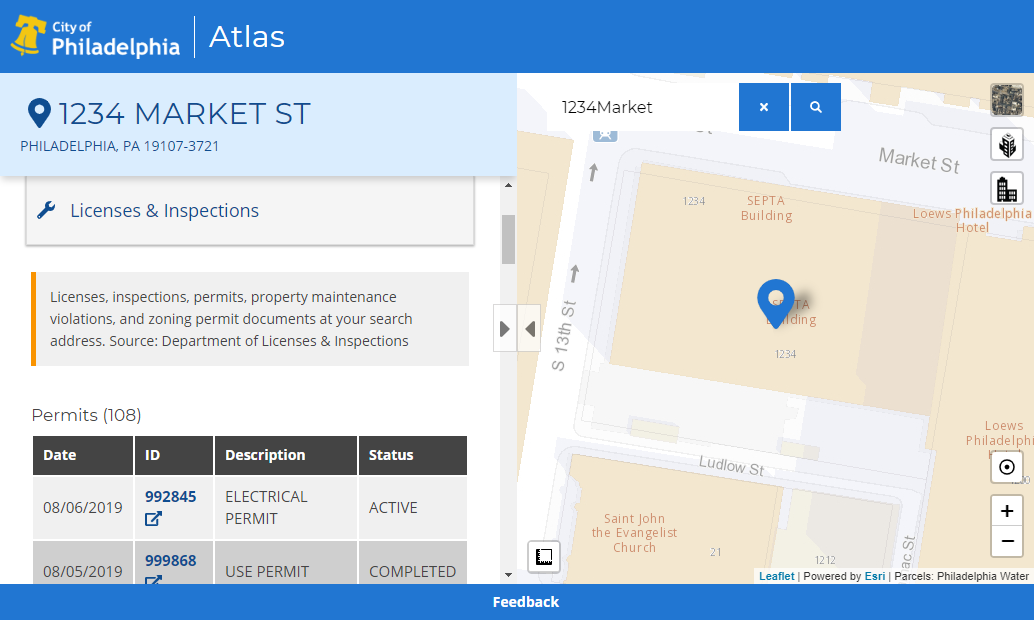 City of
Philadelphia
Atlas
1234 MARKET ST
PHILADELPHIA, PA 19107-3721
Licenses & Inspections
Licenses, inspections, permits, property maintenance
violations, and zoning permit documents at your search
address. Source: Department of Licenses & Inspections
Permits (108)
Date ID Description Status
08/06/2019 992845 ELECTRICAL PERMIT ACTIVE
08/05/2019 999868 USE PERMIT COMPLETED
1234Market
St
Market St
1234
SEPTA
Building
Loews Philadelphia
Hotel
S 13th St
Building
1234
Loews
Ludlow St
Saint John
the Evangelist
Church
21
1212
Leaflet | Powered by Esri | Parcels: Philadelphia Water
Feedback